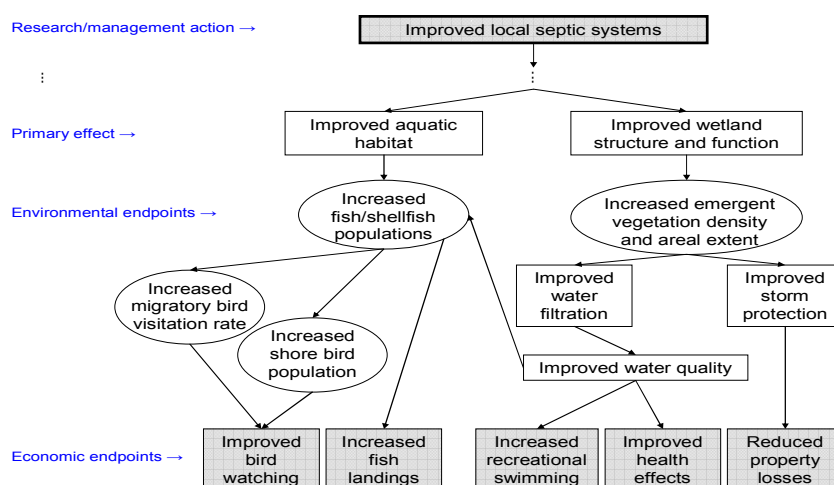 Research/management action →
Improved local septic systems
⋮
⋮
Primary effect →
Improved aquatic
habitat
Improved wetland
structure and function
Environmental endpoints →
Increased
fish/shellfish
populations
Increased emergent
vegetation density
and areal extent
Increased
migratory bird
visitation rate
Improved
water
filtration
Improved
storm
protection
Increased
shore bird
population
Improved water quality
Economic endpoints →
Improved
bird
watching
Increased
fish
landings
Increased
recreational
swimming
Improved
health
effects
Reduced
property
losses